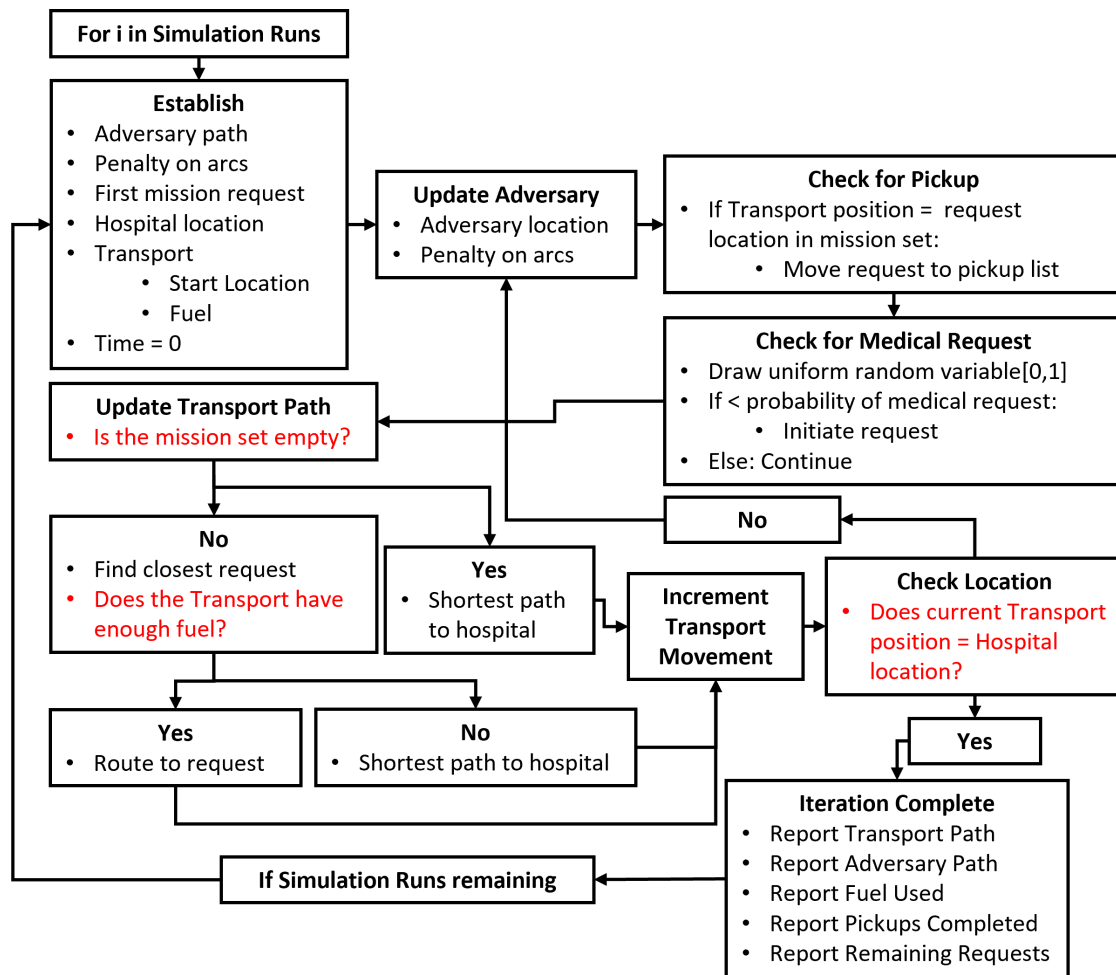 For i in Simulation Runs
Establish
• Adversary path
• Penalty on arcs
• First mission request
• Hospital location
• Transport
• Start Location
• Fuel
• Time = 0
Update Adversary
• Adversary location
• Penalty on arcs
Check for Pickup
• If Transport position = request
location in mission set:
• Move request to pickup list
Check for Medical Request
• Draw uniform random variable[0,1]
• If < probability of medical request:
• Initiate request
• Else: Continue
Update Transport Path
• Is the mission set empty?
No
• Find closest request
• Does the Transport have
enough fuel?
Yes
• Shortest path
to hospital
Yes
• Route to request
No
• Shortest path to hospital
Increment
Transport
Movement
Check Location
• Does current Transport
position = Hospital
location?
No
Yes
Iteration Complete
• Report Transport Path
• Report Adversary Path
• Report Fuel Used
• Report Pickups Completed
• Report Remaining Requests
If Simulation Runs remaining